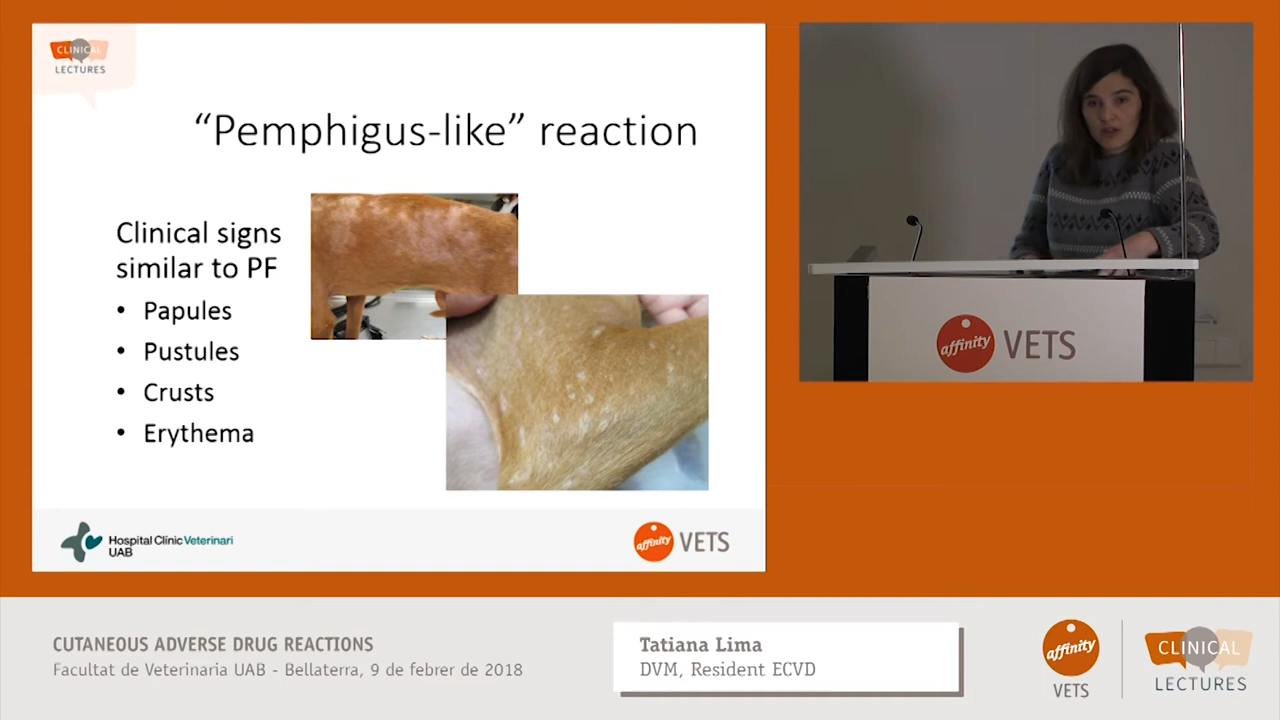 CLINICAL
LECTURES
“Pemphigus-like” reaction
Clinical signs
similar to PF
• Papules
• Pustules
• Crusts
• Erythema
Hospital Clínic Veterinari
UAB
affinity VETS
affinity VETS
CUTANEOUS ADVERSE DRUG REACTIONS
Facultat de Veterinaria UAB - Bellaterra, 9 de febrer de 2018
Tatiana Lima
DVM, Resident ECVD
affinity
VETS
CLINICAL
LECTURES